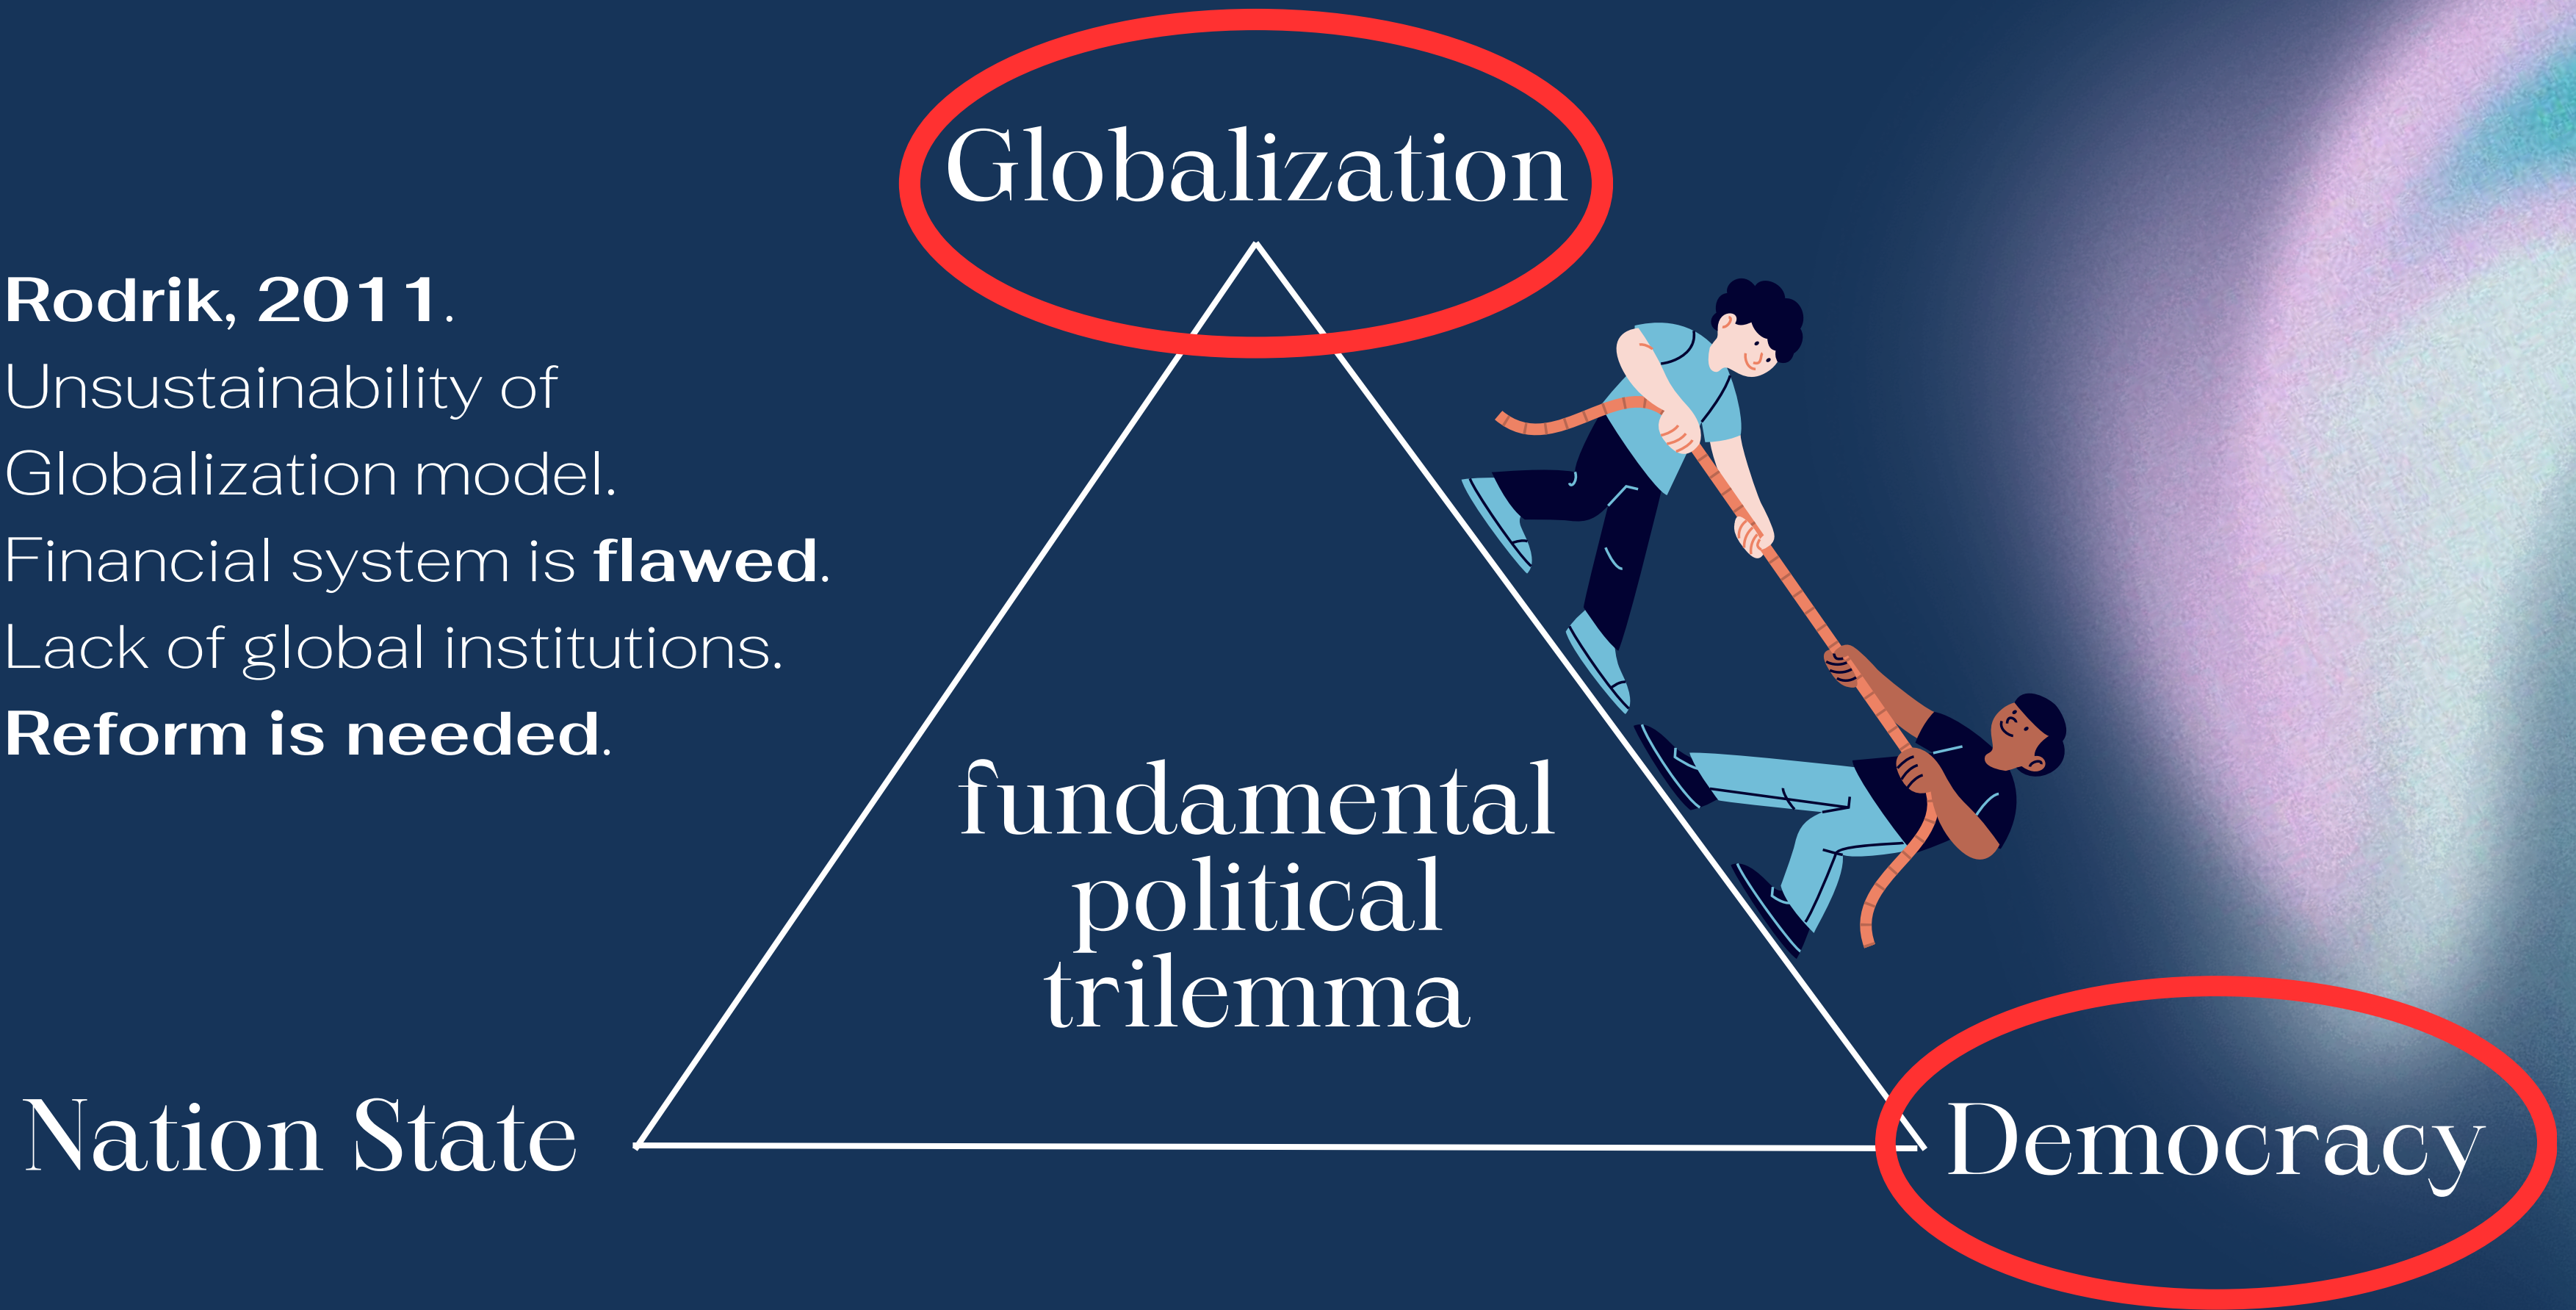 Globalization
Rodrik, 2011.
Unsustainability of
Globalization model.
Financial system is flawed.
Lack of global institutions.
Reform is needed.
fundamental
political
trilemma
Nation State
Democracy